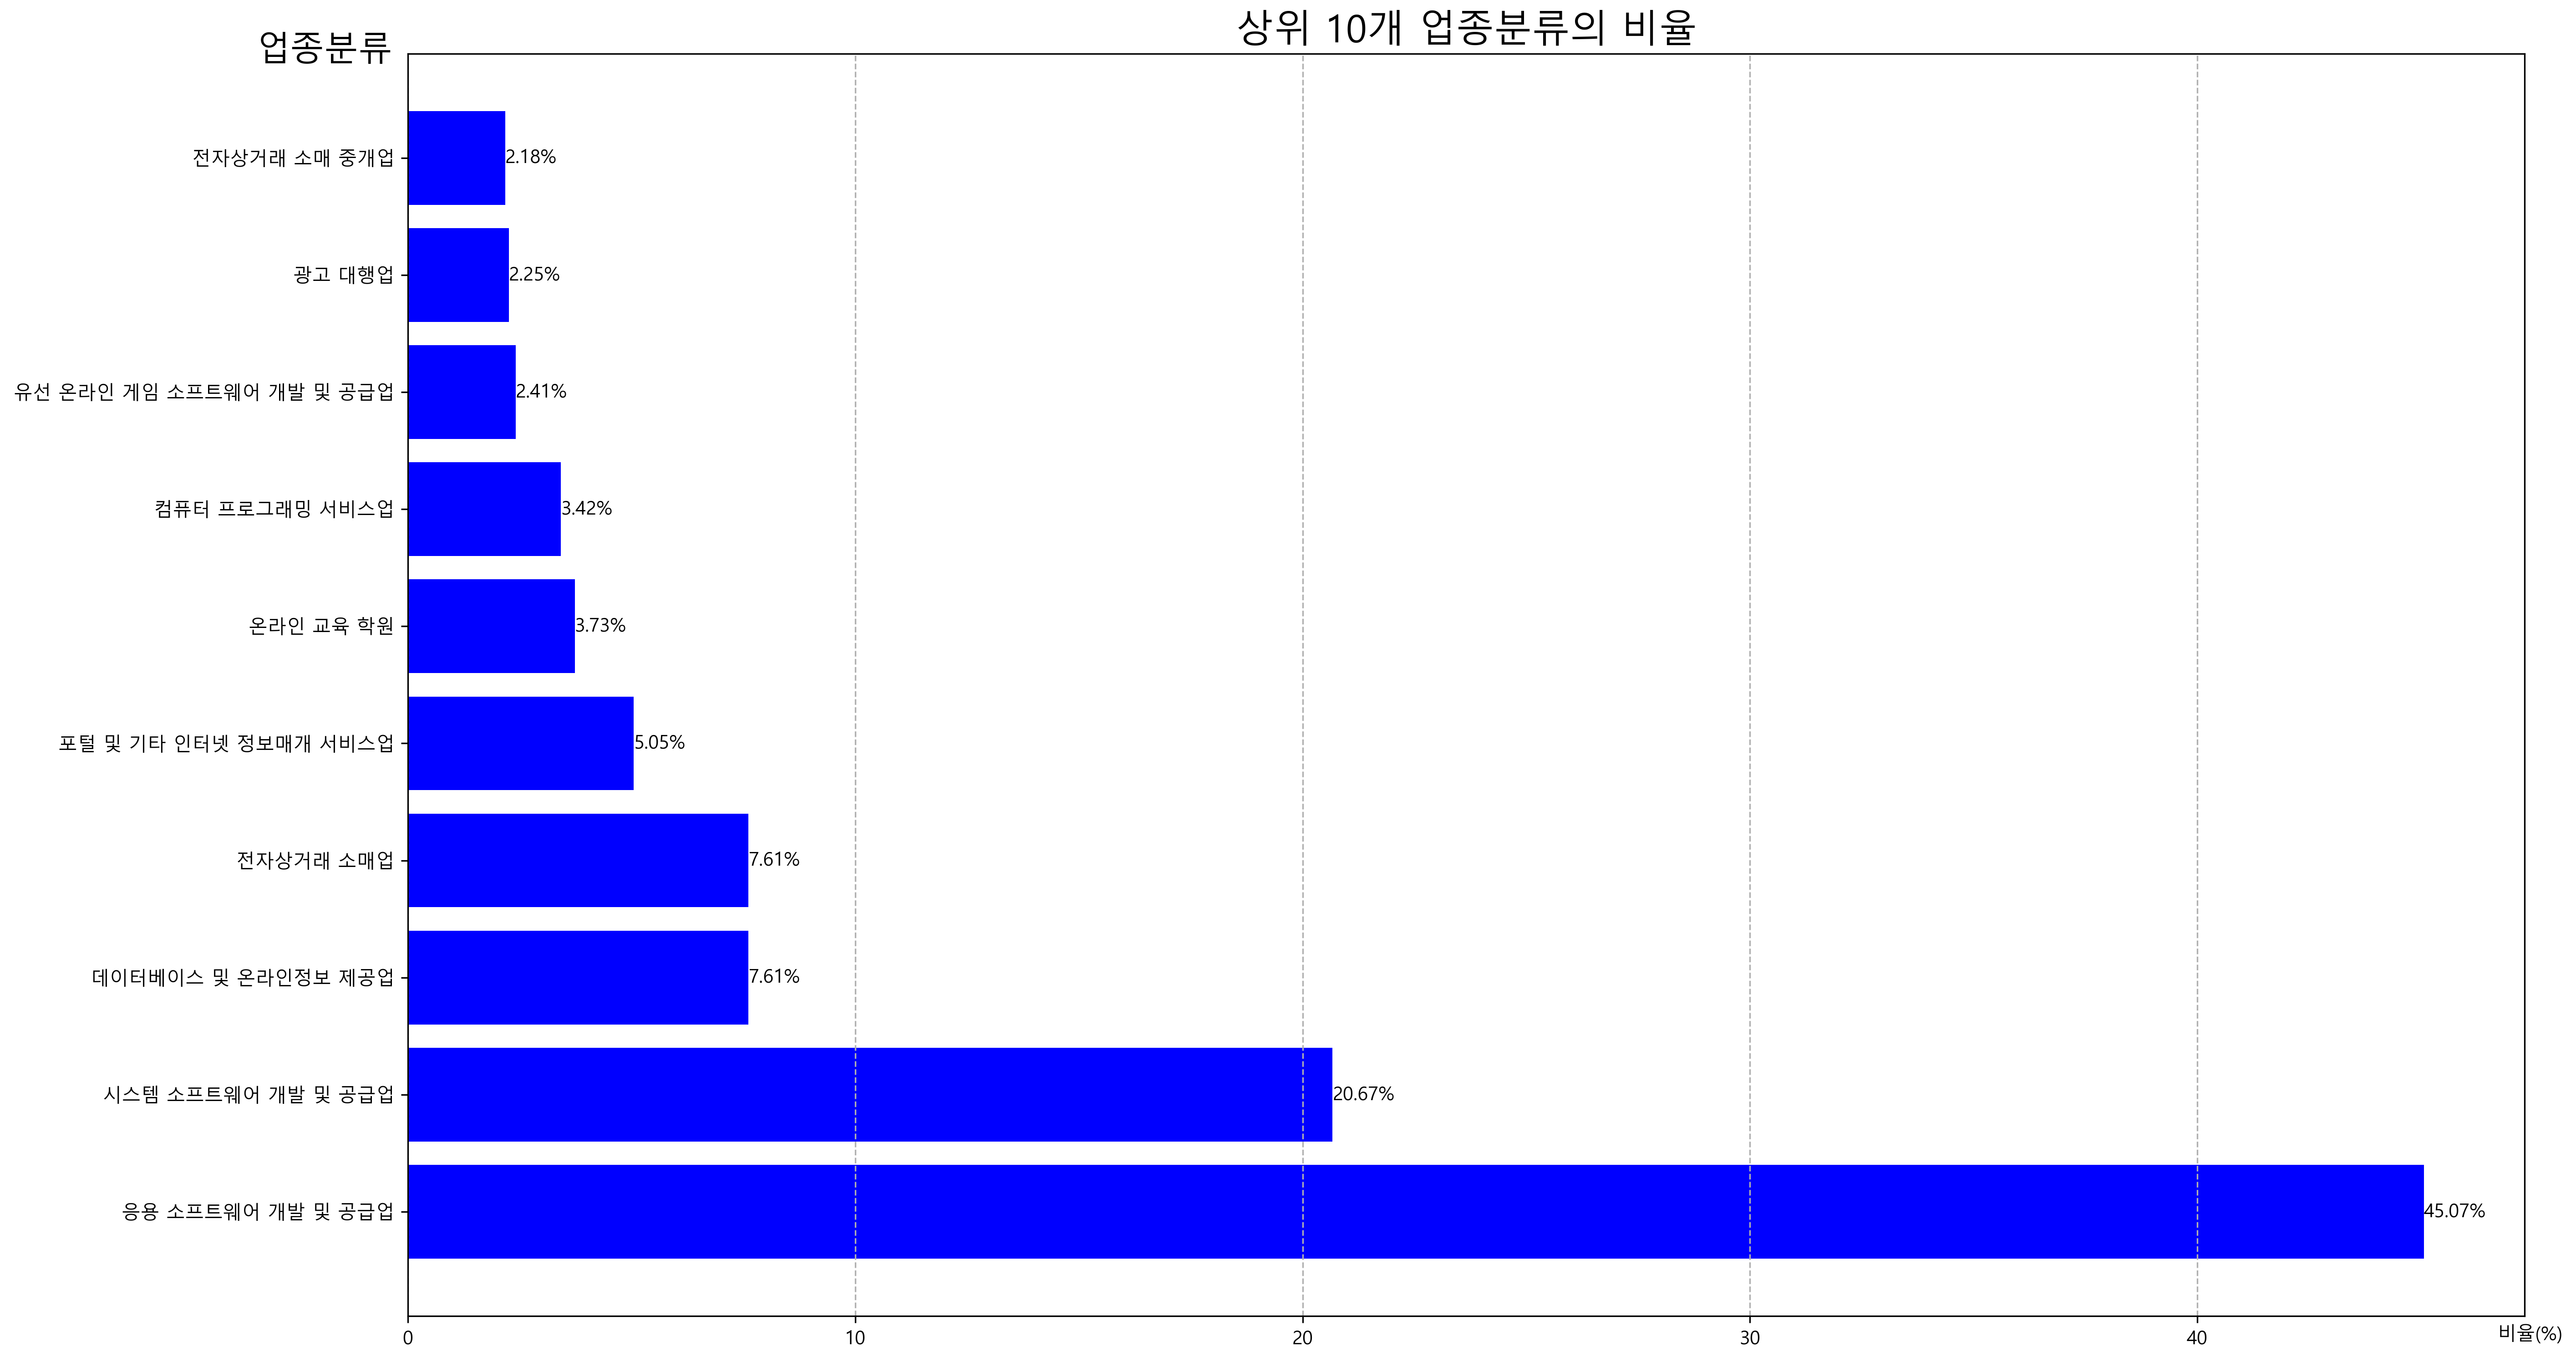 상위 10개 업종분류의 비율
업종분류
전자상거래 소매 중개업 2.18%
광고 대행업 2.25%
유선 온라인 게임 소프트웨어 개발 및 공급업 2.41%
컴퓨터 프로그래밍 서비스업 3.42%
온라인 교육 학원 3.73%
포털 및 기타 인터넷 정보매개 서비스업 5.05%
전자상거래 소매업 7.61%
데이터베이스 및 온라인정보 제공업 7.61%
시스템 소프트웨어 개발 및 공급업 20.67%
응용 소프트웨어 개발 및 공급업 45.07%
0 10 20 30 40 비율(%)